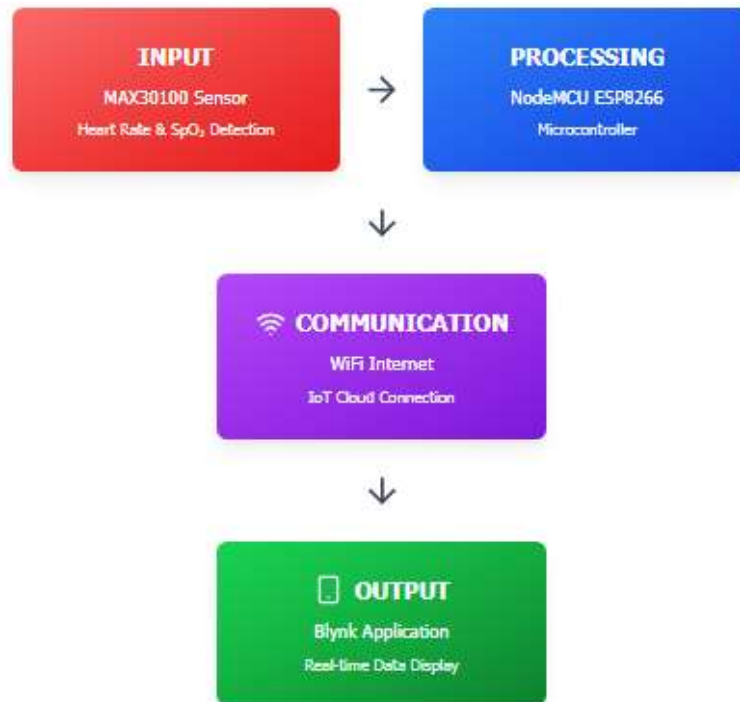 INPUT
MAX30100 Sensor
Heart Rate & SpO₂ Detection
PROCESSING
NodeMCU ESP8266
Microcontroller
COMMUNICATION
WiFi Internet
IoT Cloud Connection
OUTPUT
Blynk Application
Real-time Data Display